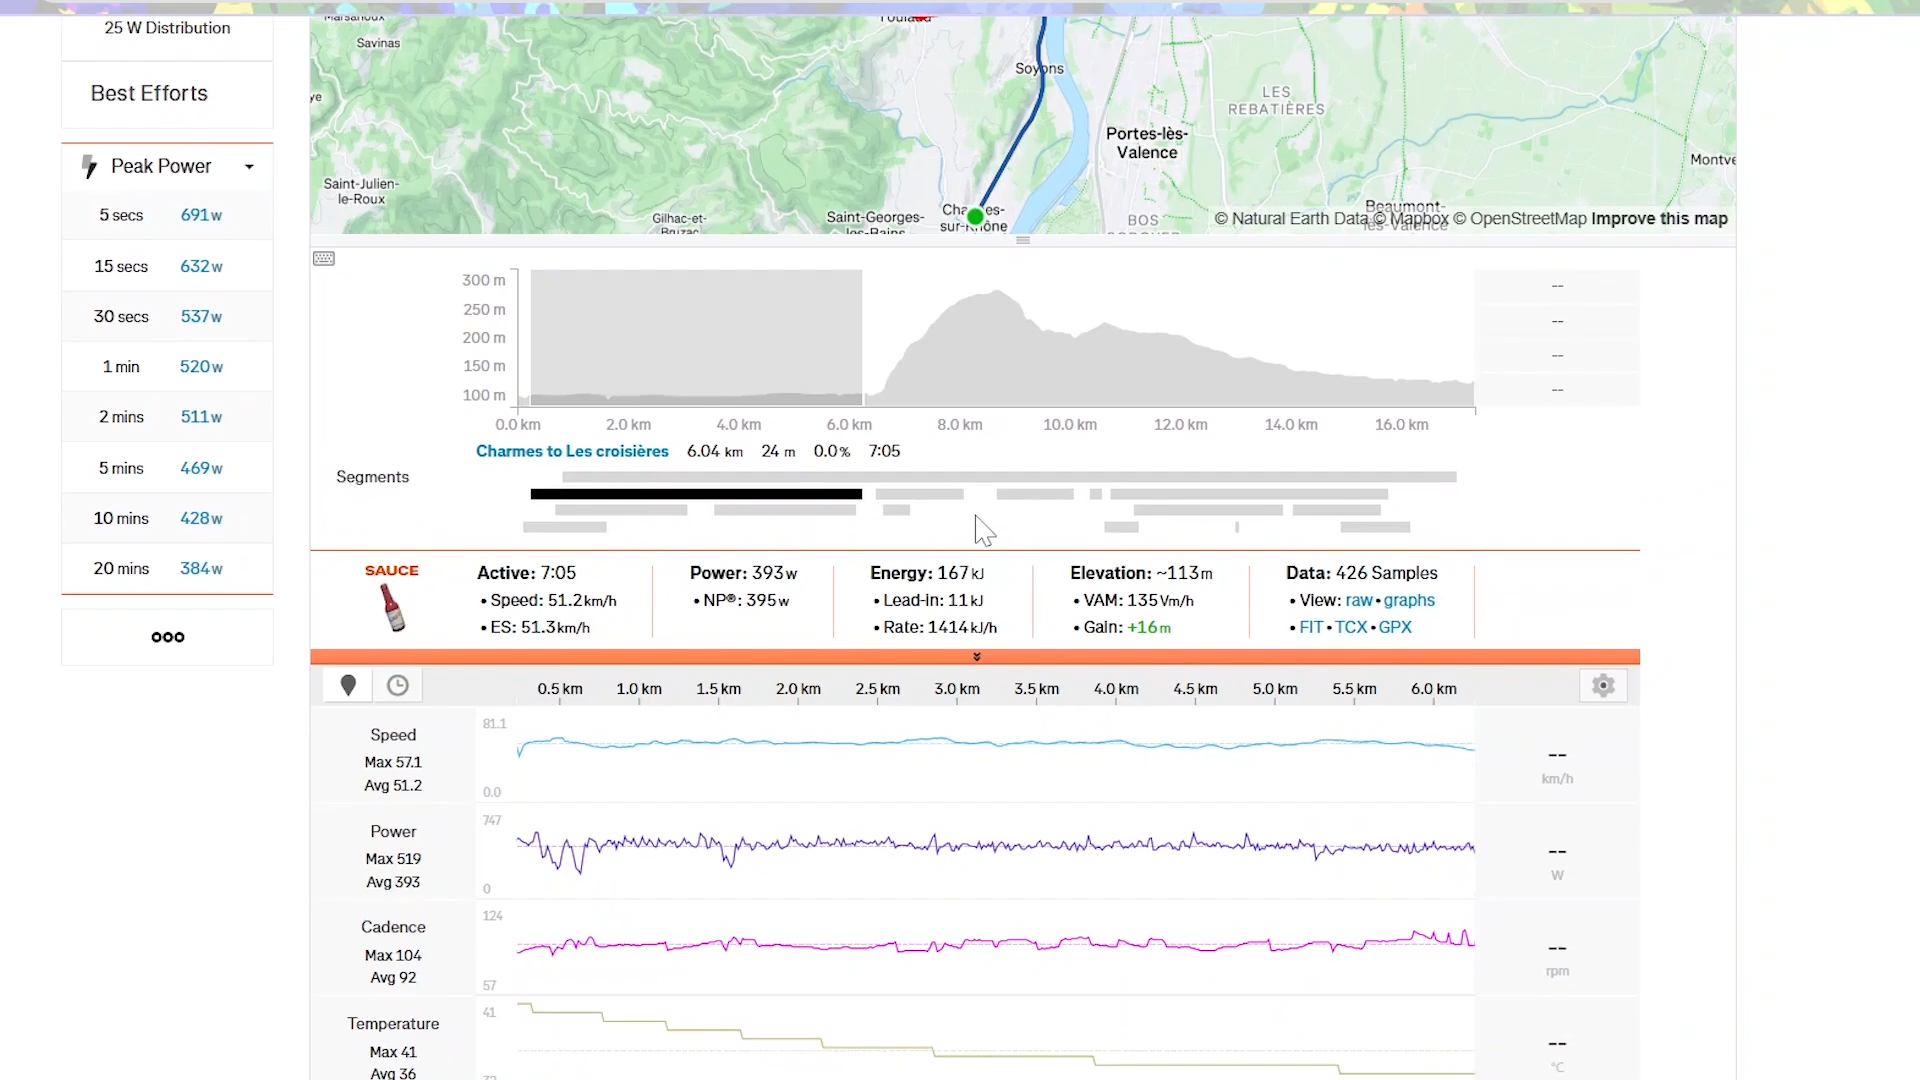 25 W Distribution
Best Efforts
Peak Power
5 secs 691w
15 secs 632w
30 secs 537w
1 min 520w
2 mins 511w
5 mins 469w
10 mins 428w
20 mins 384w
Savinas
Soyons
LES
REBATIÈRES
Portes-lès-
Valence
Saint-Julien-
le-Roux
Gilhac-et-
Bruzac
Saint-Georges-
les-Bains
BOS
Beaumont-
lès-Valence
© Natural Earth Data © Mapbox © OpenStreetMap Improve this map
300 m
250 m
200 m
150 m
100 m
--
--
--
--
0.0 km 2.0 km 4.0 km 6.0 km 8.0 km 10.0 km 12.0 km 14.0 km 16.0 km
Charmes to Les croisières 6.04 km 24 m 0.0% 7:05
Segments
SAUCE
Active: 7:05
• Speed: 51.2km/h
• ES: 51.3km/h
Power: 393w
• NP®: 395w
Energy: 167kJ
• Lead-in: 11kJ
• Rate: 1414kJ/h
Elevation: ~113m
• VAM: 135Vm/h
• Gain: +16m
Data: 426 Samples
• View: raw • graphs
• FIT • TCX • GPX
0.5 km 1.0 km 1.5 km 2.0 km 2.5 km 3.0 km 3.5 km 4.0 km 4.5 km 5.0 km 5.5 km 6.0 km
Speed
Max 57.1
Avg 51.2
81.1
0.0
--
km/h
Power
Max 519
Avg 393
747
0
--
W
Cadence
Max 104
Avg 92
124
57
--
rpm
Temperature
Max 41
Avg 36
41
--
°C